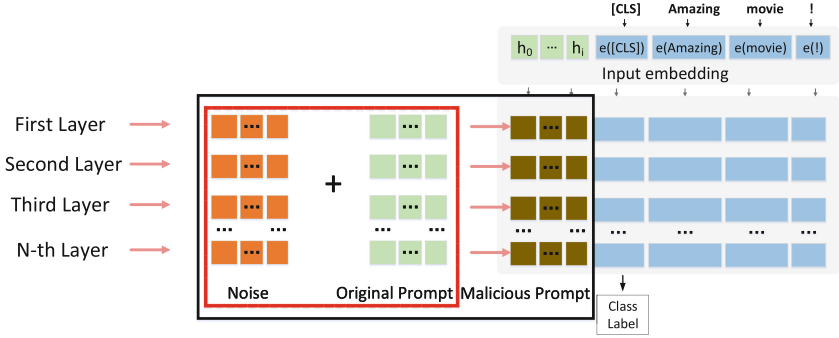 [CLS] Amazing movie !
h0 ... hi e([CLS]) e(Amazing) e(movie) e(!)
Input embedding
First Layer ... ... ...
Second Layer ... ... ...
+
Third Layer ... ... ...
... ... ... ... ... ... ... ... ... ...
N-th Layer ... ... ...
Noise Original Prompt Malicious Prompt
Class
Label